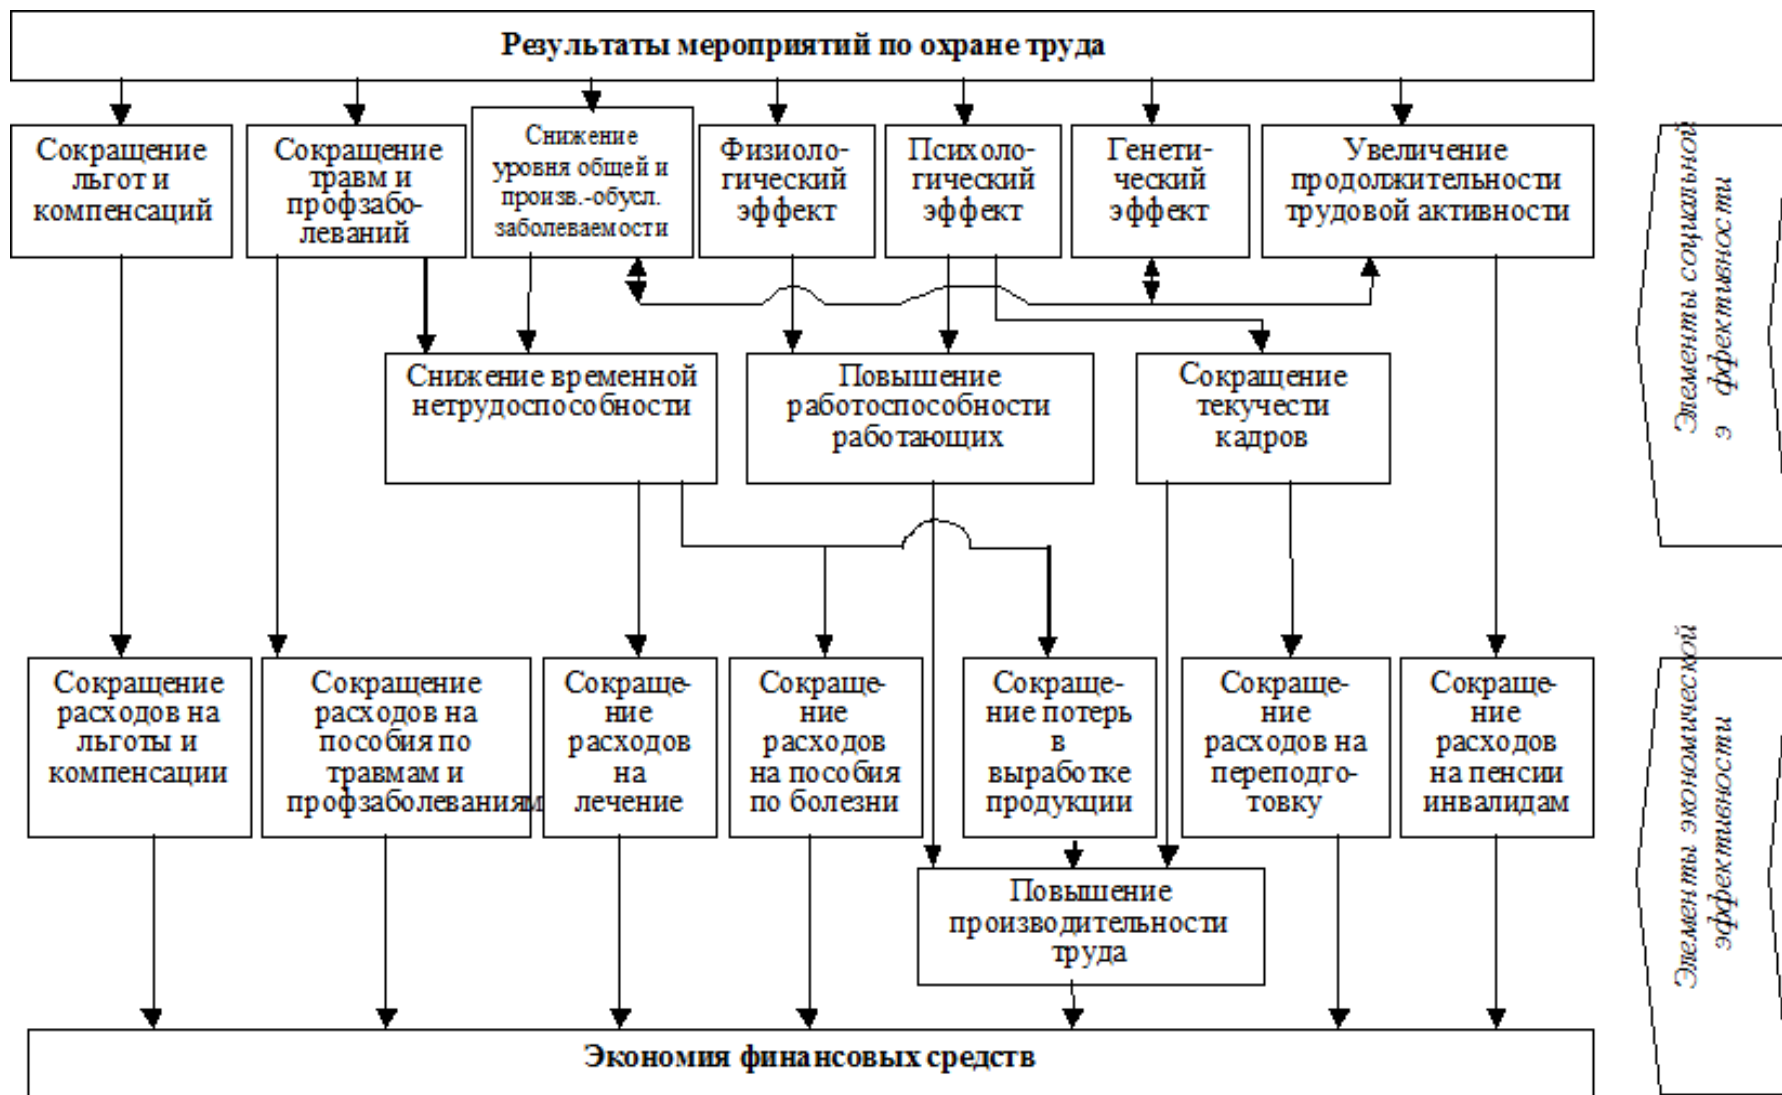 Результаты мероприятий по охране труда
Сокращение
льгот и
компенсаций
Сокращение
травм и
профзабо-
леваний
Снижение
уровня общей и
произв.-обусл.
заболеваемости
Физиоло-
гический
эффект
Психоло-
гический
эффект
Генети-
ческий
эффект
Увеличение
продолжительности
трудовой активности
Элементы социальной
э ффективности
Снижение временной
нетрудоспособности
Повышение
работоспособности
работающих
Сокращение
текучести
кадров
Сокращение
расходов на
льготы и
компенсации
Сокращение
расходов на
пособия по
травмам и
профзаболеваниям
Сокраще-
ние
расходов
на
лечение
Сокраще-
ние
расходов
на пособия
по болезни
Сокраще-
ние потерь
в
выработке
продукции
Сокраще-
ние
расходов на
переподго-
товку
Сокраще-
ние
расходов
на пенсии
инвалидам
Элементы экономической
эффективности
Повышение
производительности
труда
Экономия финансовых средств